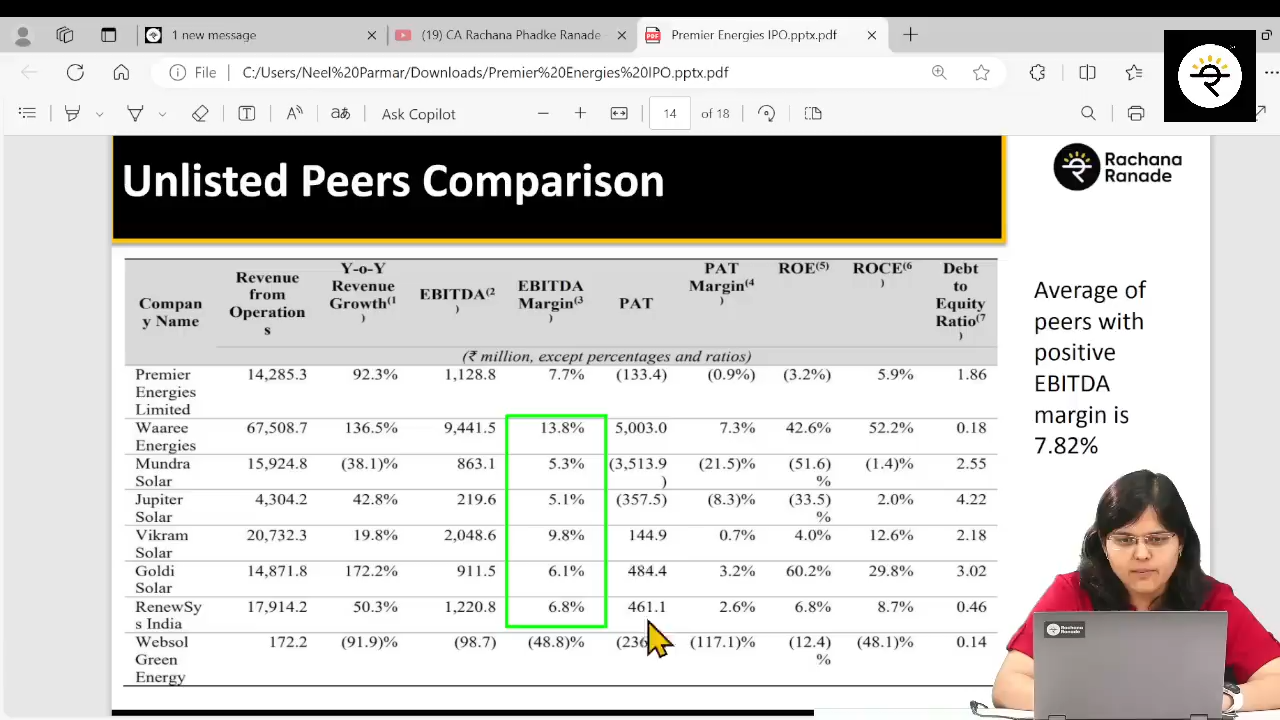 1 new message
(19) CA Rachana Phadke Ranade
Premier Energies IPO.pptx.pdf
File
C:/Users/Neel%20Parmar/Downloads/Premier%20Energies%20IPO.pptx.pdf
Ask Copilot
14
of 18
Unlisted Peers Comparison
Rachana
Ranade
Compan y Name Revenue from Operation s Y-o-Y Revenue Growth(1 ) EBITDA(2 ) EBITDA Margin(3 ) PAT PAT Margin(4 ) ROE(5) ROCE(6 ) Debt to Equity Ratio(7 )
(₹ million, except percentages and ratios)
Premier Energies Limited 14,285.3 92.3% 1,128.8 7.7% (133.4) (0.9%) (3.2%) 5.9% 1.86
Waaree Energies 67,508.7 136.5% 9,441.5 13.8% 5,003.0 7.3% 42.6% 52.2% 0.18
Mundra Solar 15,924.8 (38.1)% 863.1 5.3% (3,513.9 ) (21.5)% (51.6) % (1.4)% 2.55
Jupiter Solar 4,304.2 42.8% 219.6 5.1% (357.5) (8.3)% (33.5) % 2.0% 4.22
Vikram Solar 20,732.3 19.8% 2,048.6 9.8% 144.9 0.7% 4.0% 12.6% 2.18
Goldi Solar 14,871.8 172.2% 911.5 6.1% 484.4 3.2% 60.2% 29.8% 3.02
RenewSy s India 17,914.2 50.3% 1,220.8 6.8% 461.1 2.6% 6.8% 8.7% 0.46
Websol Green Energy 172.2 (91.9)% (98.7) (48.8)% (117.1)% (12.4) % (48.1)% 0.14
Average of
peers with
positive
EBITDA
margin is
7.82%
Rachana
Ranade